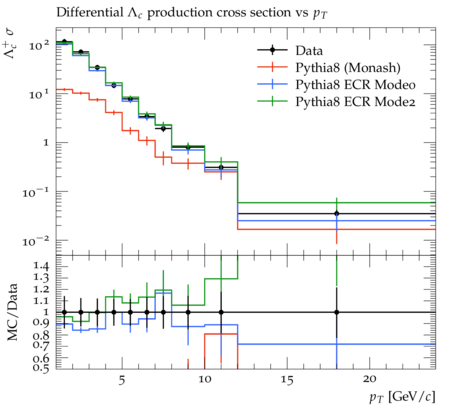 Differential Λc production cross section vs pT
Λc+ σ
10²
10¹
1
10⁻¹
10⁻²
Data
Pythia8 (Monash)
Pythia8 ECR Mode0
Pythia8 ECR Mode2
MC/Data
1.4
1.3
1.2
1.1
1
0.9
0.8
0.7
0.6
0.5
5
10
15
20
pT [GeV/c]